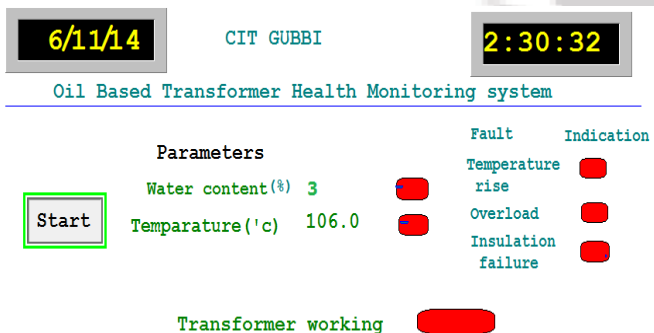 6/11/14
CIT GUBBI
2:30:32
Oil Based Transformer Health Monitoring system
Fault Indication
Parameters
Temperature
rise
Water content(%) 3
Start
Temparature('c) 106.0
Overload
Insulation
failure
Transformer working